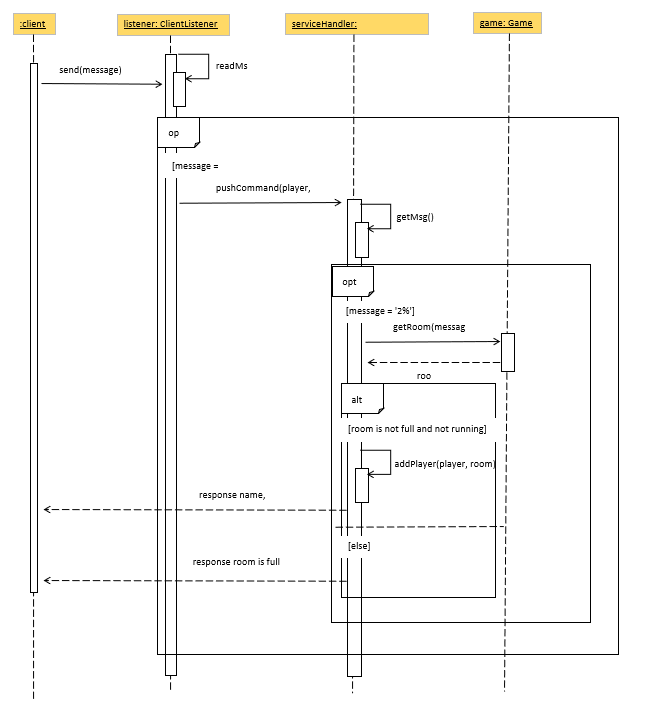 :client
listener: ClientListener
serviceHandler:
game: Game
send(message)
readMs
op
[message =
pushCommand(player,
getMsg()
opt
[message = '2%']
getRoom(messag
roo
alt
[room is not full and not running]
addPlayer(player, room)
response name,
[else]
response room is full